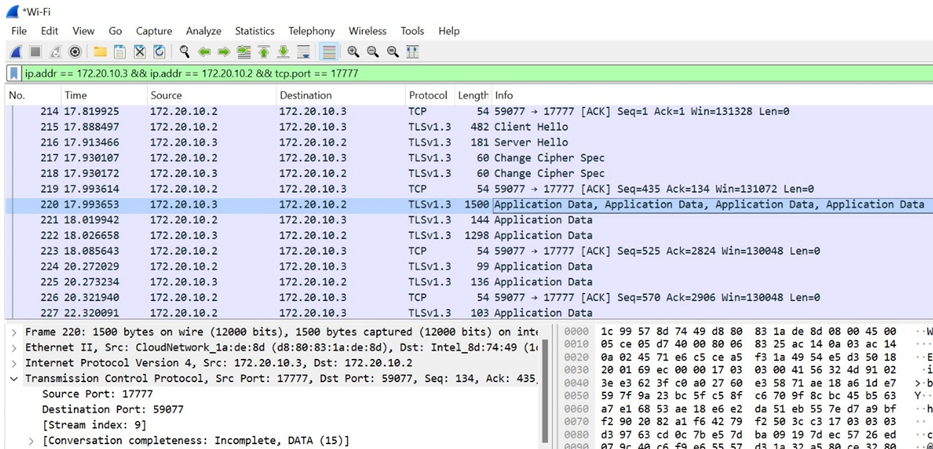 *Wi-Fi
File Edit View Go Capture Analyze Statistics Telephony Wireless Tools Help
ip.addr == 172.20.10.3 && ip.addr == 172.20.10.2 && tcp.port == 17777
No. Time Source Destination Protocol Length Info
214 17.819925 172.20.10.2 172.20.10.3 TCP 54 59077 → 17777 [ACK] Seq=1 Ack=1 Win=131328 Len=0
215 17.888497 172.20.10.2 172.20.10.3 TLSv1.3 482 Client Hello
216 17.913466 172.20.10.3 172.20.10.2 TLSv1.3 181 Server Hello
217 17.930107 172.20.10.2 172.20.10.3 TLSv1.3 60 Change Cipher Spec
218 17.930172 172.20.10.3 172.20.10.2 TLSv1.3 60 Change Cipher Spec
219 17.993614 172.20.10.2 172.20.10.3 TCP 54 59077 → 17777 [ACK] Seq=435 Ack=134 Win=131072 Len=0
220 17.993653 172.20.10.3 172.20.10.2 TLSv1.3 1500 Application Data, Application Data, Application Data, Application Data
221 18.019942 172.20.10.2 172.20.10.3 TLSv1.3 144 Application Data
222 18.026658 172.20.10.3 172.20.10.2 TLSv1.3 1298 Application Data
223 18.085643 172.20.10.2 172.20.10.3 TCP 54 59077 → 17777 [ACK] Seq=525 Ack=2824 Win=130048 Len=0
224 20.272029 172.20.10.2 172.20.10.3 TLSv1.3 99 Application Data
225 20.273234 172.20.10.3 172.20.10.2 TLSv1.3 136 Application Data
226 20.321940 172.20.10.2 172.20.10.3 TCP 54 59077 → 17777 [ACK] Seq=570 Ack=2906 Win=130048 Len=0
227 22.320091 172.20.10.2 172.20.10.3 TLSv1.3 103 Application Data
Frame 220: 1500 bytes on wire (12000 bits), 1500 bytes captured (12000 bits) on inte
Ethernet II, Src: CloudNetwork_1a:de:8d (d8:80:83:1a:de:8d), Dst: Intel_8d:74:49 (1c
Internet Protocol Version 4, Src: 172.20.10.3, Dst: 172.20.10.2
Transmission Control Protocol, Src Port: 17777, Dst Port: 59077, Seq: 134, Ack: 435,
Source Port: 17777
Destination Port: 59077
[Stream index: 9]
[Conversation completeness: Incomplete, DATA (15)]
0000 1c 99 57 8d 74 49 d8 80 83 1a de 8d 08 00 45 00 ··W
0010 05 ce 05 d7 40 00 80 06 83 25 ac 14 0a 03 ac 14
0020 0a 02 45 71 e6 c5 ce a5 f3 1a 49 54 e5 d3 50 18 ··E
0030 20 01 69 ec 00 00 17 03 03 00 41 56 32 4d 91 02 ·i
0040 3e e3 62 3f c0 a0 27 60 e3 58 71 ae 18 a6 1d e7 >·b
0050 59 7f 9a 23 bc 5f c5 8f c6 70 9f 8c bc 45 b5 63 Y··
0060 a7 e1 68 53 ae 18 e6 e2 da 51 eb 55 7e d7 a9 bf ··h
0070 f2 90 20 82 a1 f6 42 79 f2 50 3c c3 17 03 03 03
0080 d3 97 63 cd 0c 7b e5 7d ba 09 19 7d ec 57 26 ed ··c